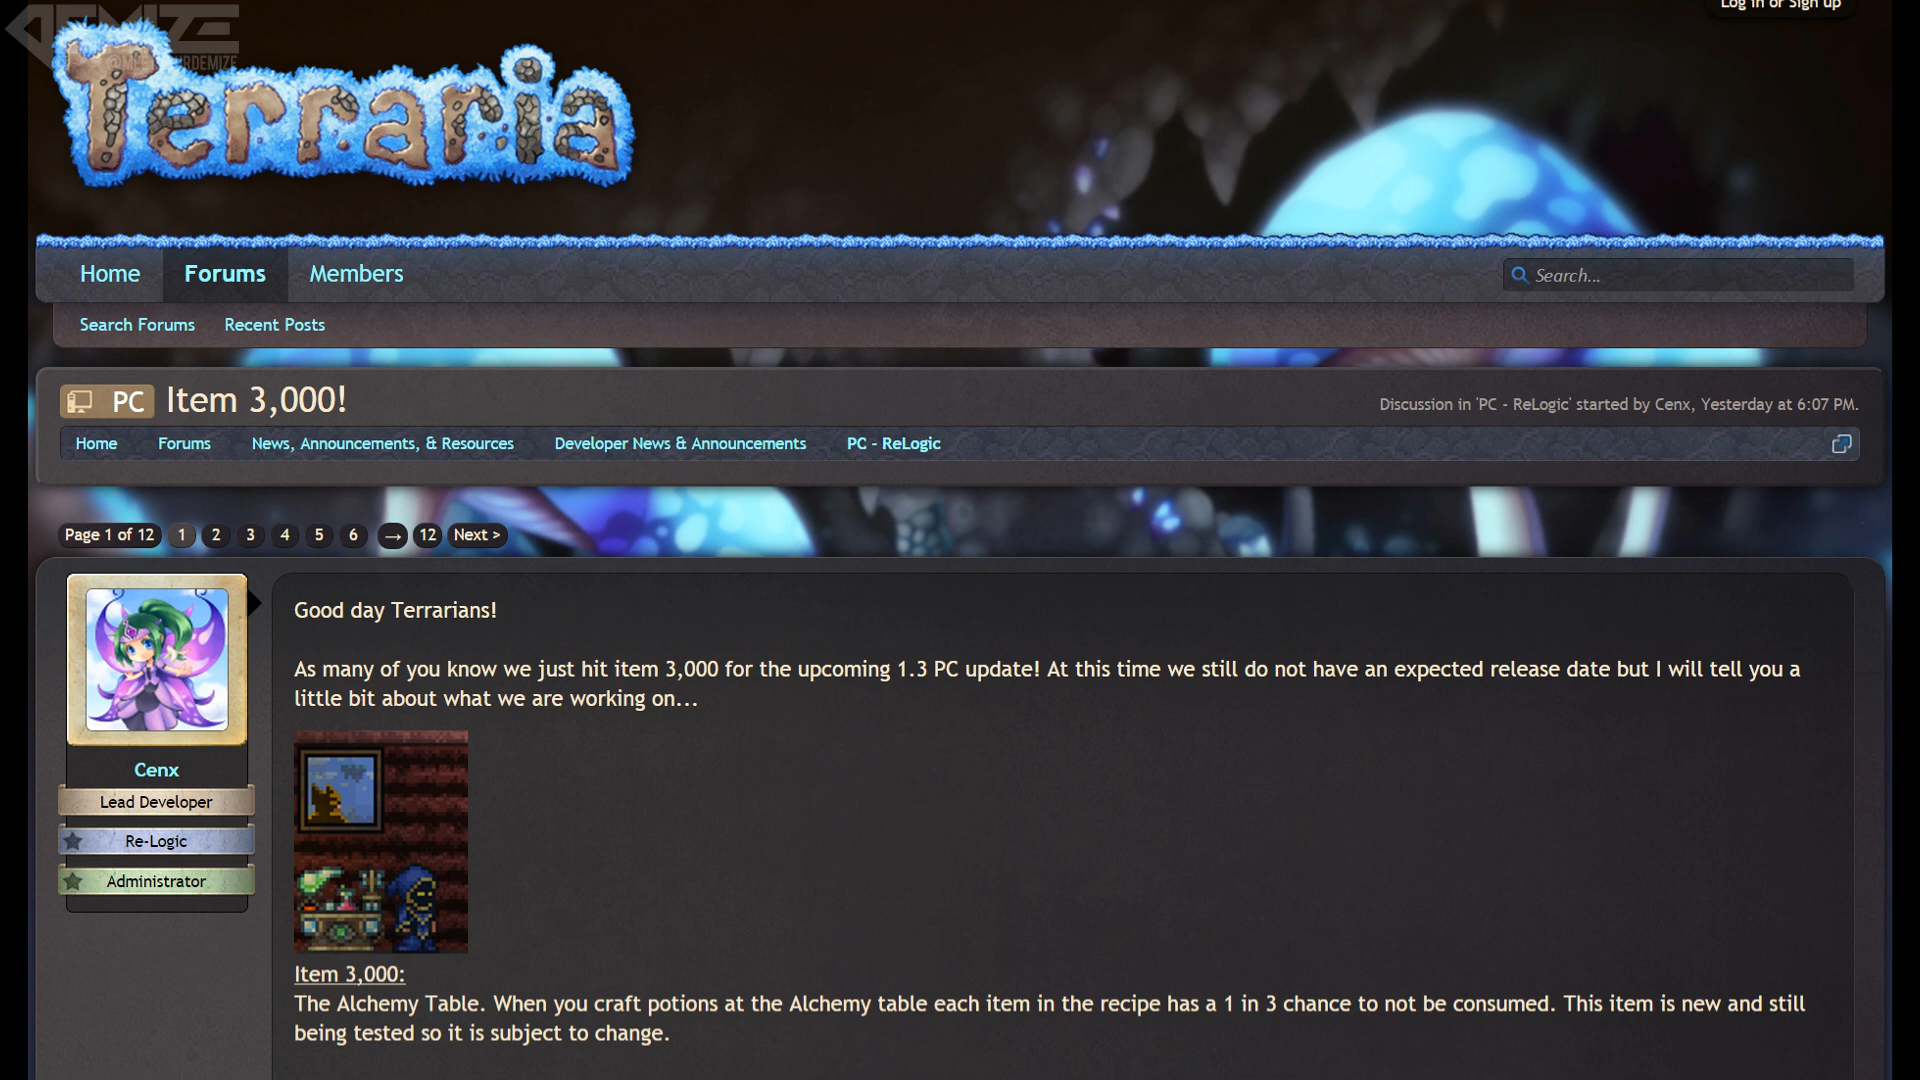 DEMIZE
Log in or Sign up
Terraria
Home Forums Members
Search...
Search Forums Recent Posts
PC Item 3,000!
Discussion in 'PC - ReLogic' started by Cenx, Yesterday at 6:07 PM.
Home Forums News, Announcements, & Resources Developer News & Announcements PC - ReLogic
Page 1 of 12 1 2 3 4 5 6 → 12 Next >
Cenx
Lead Developer
Re-Logic
Administrator
Good day Terrarians!
As many of you know we just hit item 3,000 for the upcoming 1.3 PC update! At this time we still do not have an expected release date but I will tell you a
little bit about what we are working on...
Item 3,000:
The Alchemy Table. When you craft potions at the Alchemy table each item in the recipe has a 1 in 3 chance to not be consumed. This item is new and still
being tested so it is subject to change.